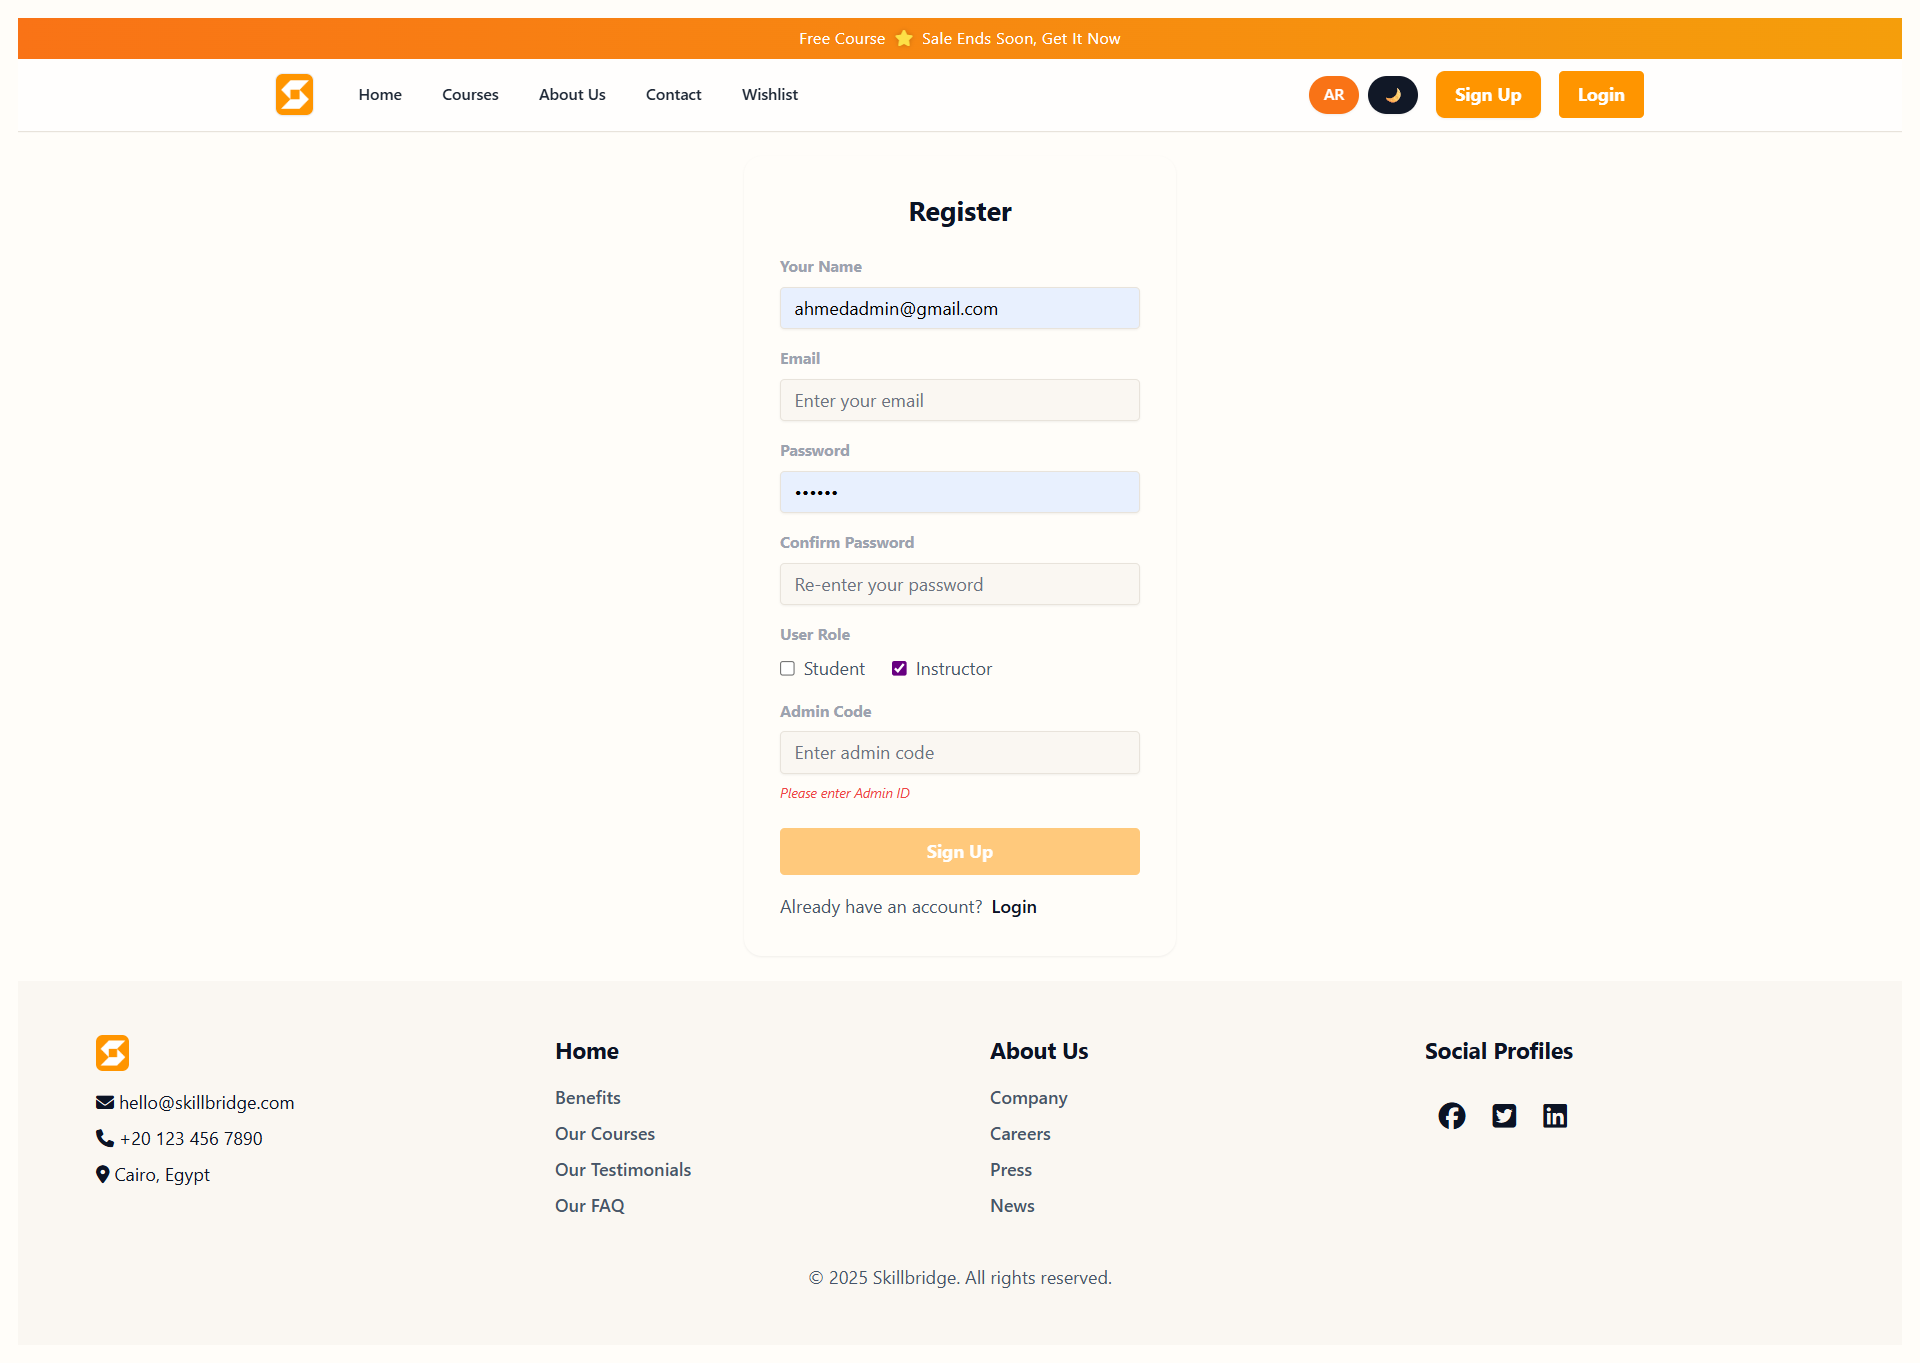 Free Course ⭐ Sale Ends Soon, Get It Now
Home Courses About Us Contact Wishlist AR Sign Up Login
Register
Your Name
ahmedadmin@gmail.com
Email
Enter your email
Password
••••••
Confirm Password
Re-enter your password
User Role
Student Instructor
Admin Code
Enter admin code
Please enter Admin ID
Sign Up
Already have an account? Login
hello@skillbridge.com
+20 123 456 7890
Cairo, Egypt
Home
Benefits
Our Courses
Our Testimonials
Our FAQ
About Us
Company
Careers
Press
News
Social Profiles
© 2025 Skillbridge. All rights reserved.